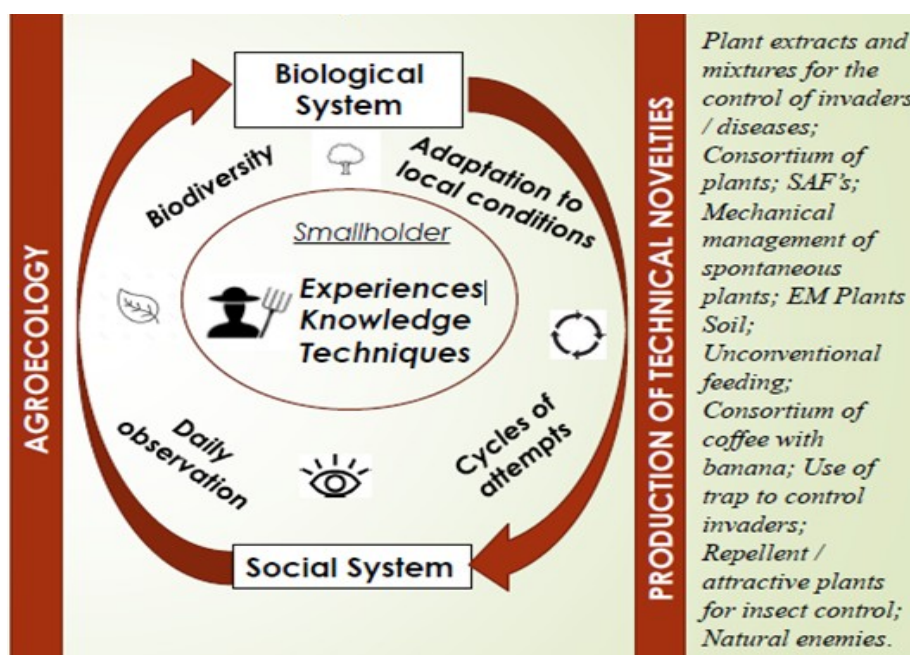 AGROECOLOGY
Biological
System
Biodiversity
Adaptation to
local conditions
Smallholder
Experiences|
Knowledge
Techniques
Daily
observation
Cycles of
attempts
Social System
PRODUCTION OF TECHNICAL NOVELTIES
Plant extracts and
mixtures for the
control of invaders
/ diseases;
Consortium of
plants; SAF's;
Mechanical
management of
spontaneous
plants; EM Plants
Soil;
Unconventional
feeding;
Consortium of
coffee with
banana; Use of
trap to control
invaders;
Repellent /
attractive plants
for insect control;
Natural enemies.